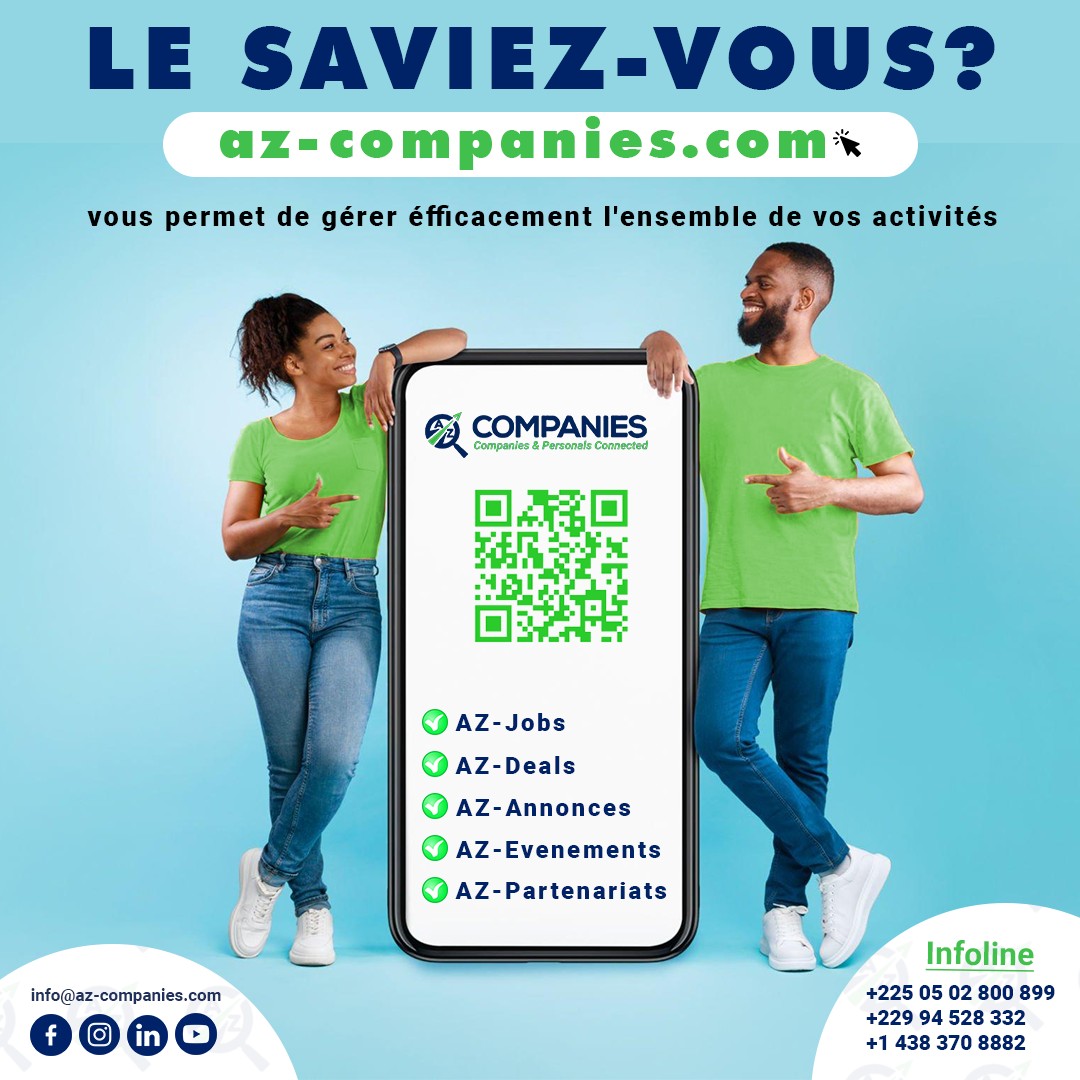 LE SAVIEZ-VOUS?
az-companies.com
vous permet de gérer éfficacement l'ensemble de vos activités
AZ COMPANIES
Companies & Personals Connected
AZ-Jobs
AZ-Deals
AZ-Annonces
AZ-Evenements
AZ-Partenariats
info@az-companies.com
Infoline
+225 05 02 800 899
+229 94 528 332
+1 438 370 8882